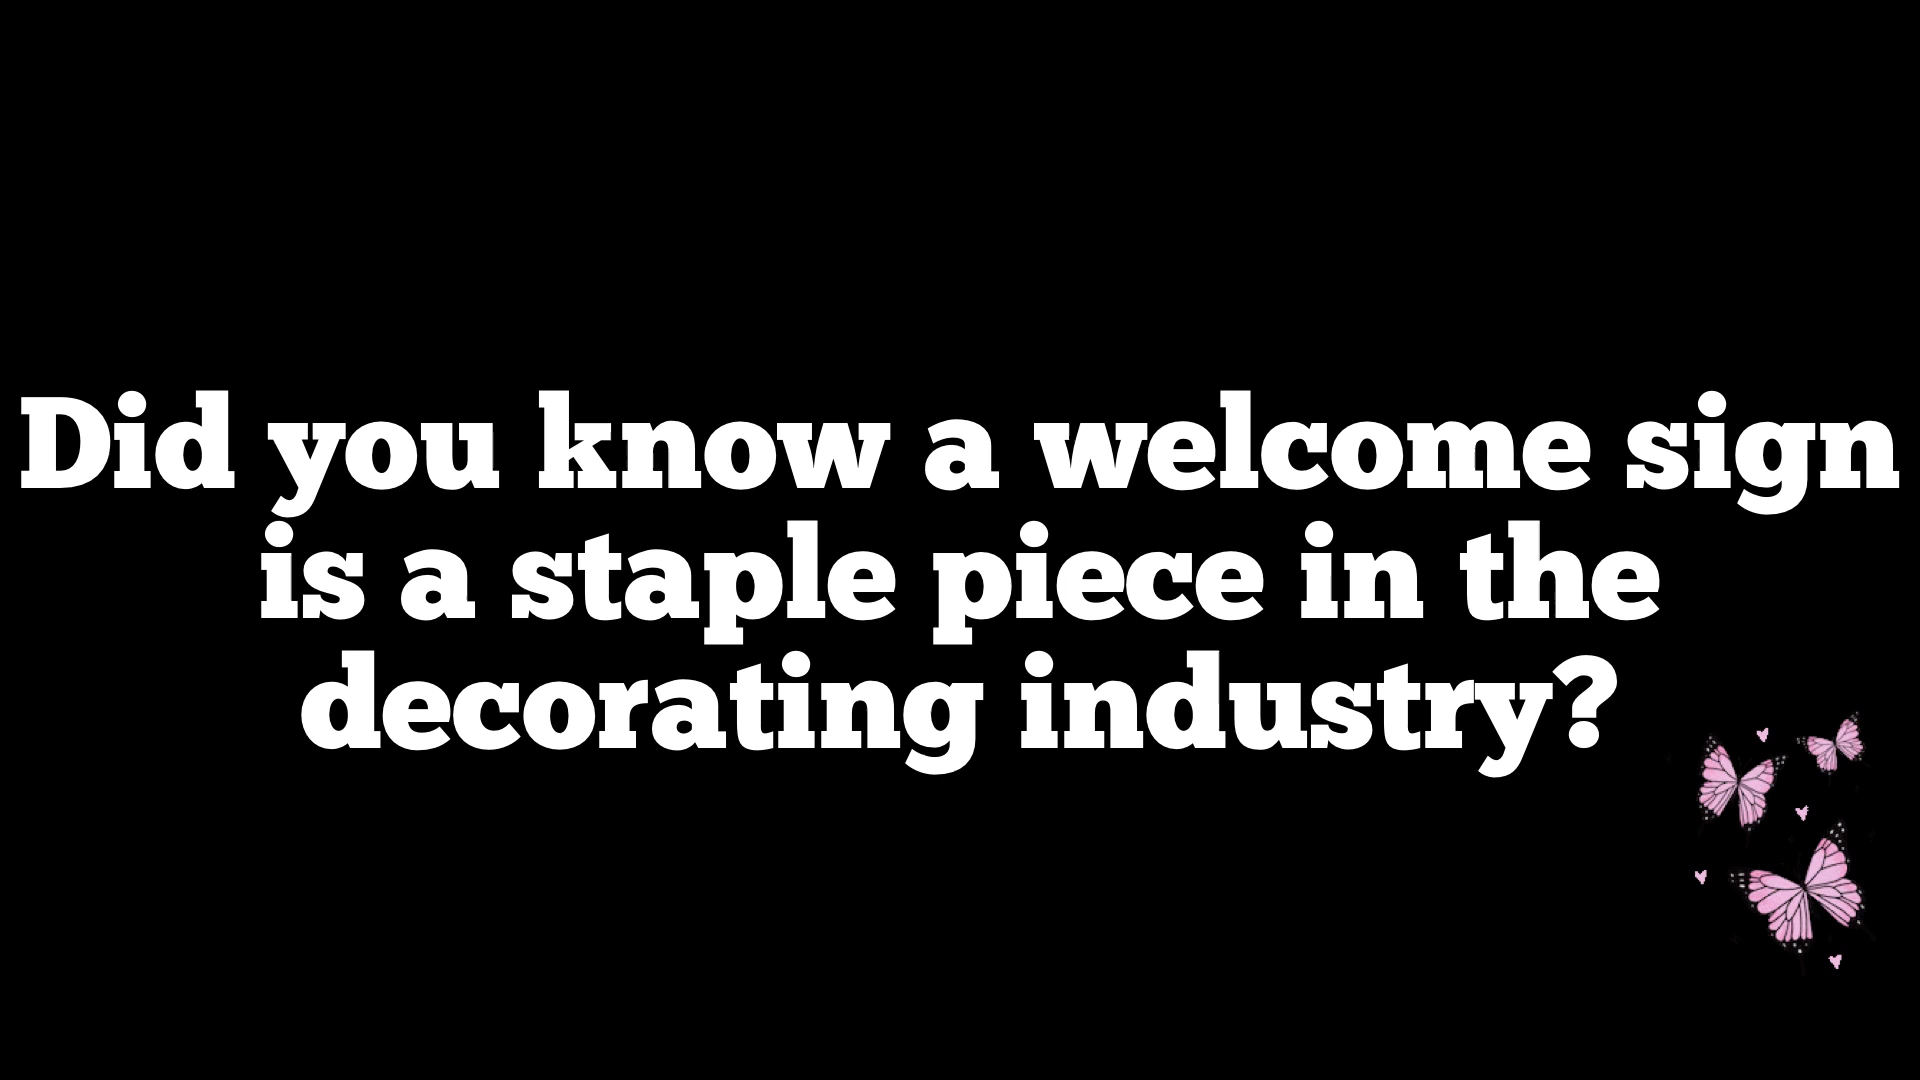 Did you know a welcome sign
is a staple piece in the
decorating industry?